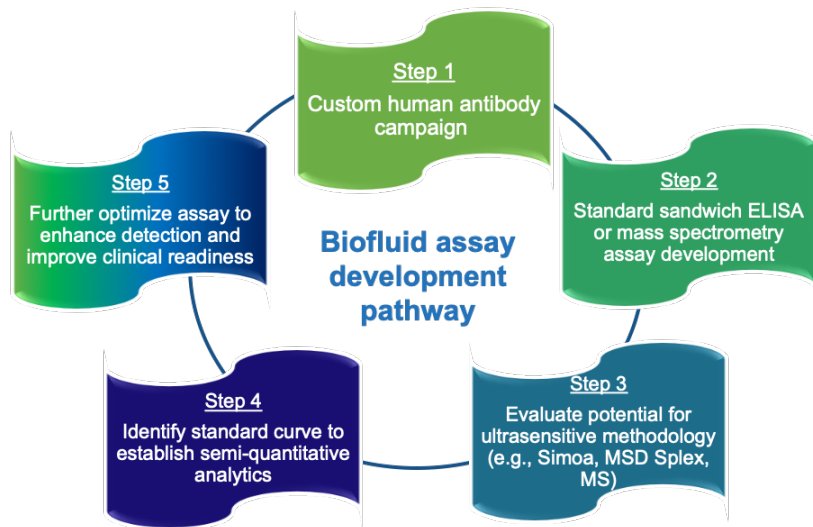 Step 1
Custom human antibody
campaign
Step 2
Standard sandwich ELISA
or mass spectrometry
assay development
Step 3
Evaluate potential for
ultrasensitive methodology
(e.g., Simoa, MSD Splex,
MS)
Step 4
Identify standard curve to
establish semi-quantitative
analytics
Step 5
Further optimize assay to
enhance detection and
improve clinical readiness
Biofluid assay
development
pathway